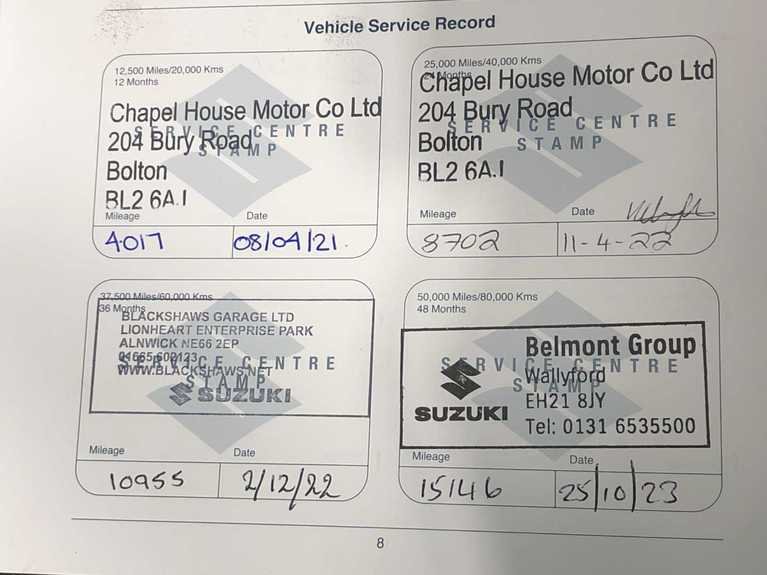 Vehicle Service Record
12,500 Miles/20,000 Kms
12 Months
Chapel House Motor Co Ltd
SERVICE CENTRE
204 Bury Road
STAMP
Bolton
BL2 6A.I
Mileage Date
4017 08/04/21.
25,000 Miles/40,000 Kms
24 Months
Chapel House Motor Co Ltd
204 Bury Road
SERVICE CENTRE
Bolton STAMP
BL2 6A.I
Mileage Date
8702 11-4-22
37,500 Miles/60,000 Kms
36 Months
BLACKSHAWS GARAGE LTD
LIONHEART ENTERPRISE PARK
ALNWICK NE66 2EP
01665 602123
SERVICE CENTRE
WWW.BLACKSHAWS.NET
STAMP
SUZUKI
Mileage Date
10955 2/12/22
50,000 Miles/80,000 Kms
48 Months
Belmont Group
SERVICE CENTRE
Wallyford
STAMP
EH21 8JY
SUZUKI
Tel: 0131 6535500
Mileage Date
15146 25/10/23
8